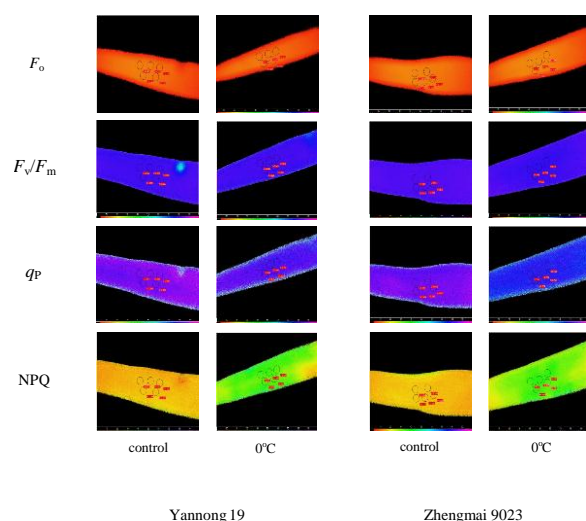 Fo
Fv/Fm
qP
NPQ
control 0ºC control 0ºC
Yannong 19 Zhengmai 9023